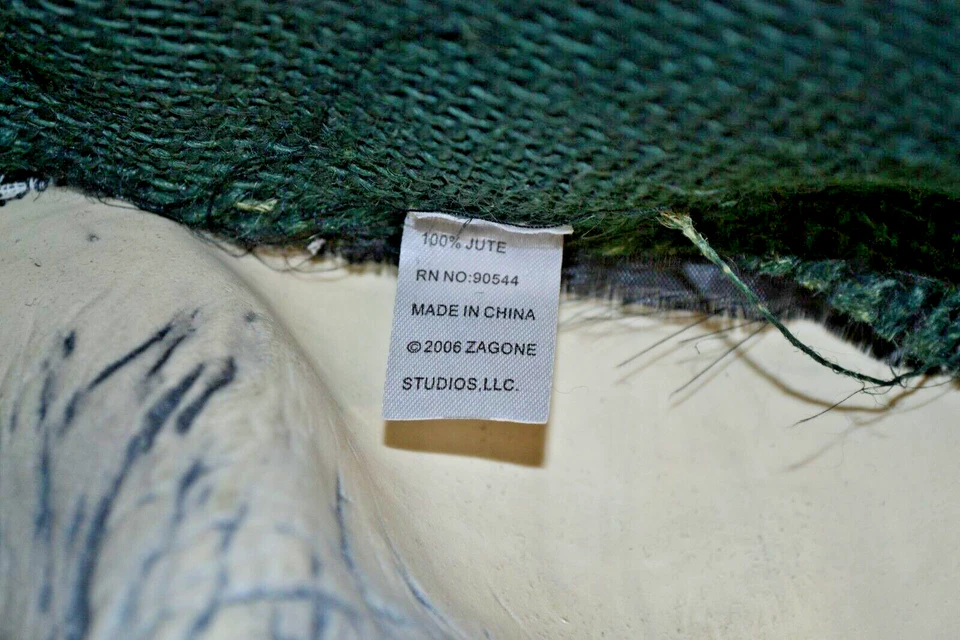 100% JUTE
RN NO:90544
MADE IN CHINA
©2006 ZAGONE
STUDIOS,LLC.